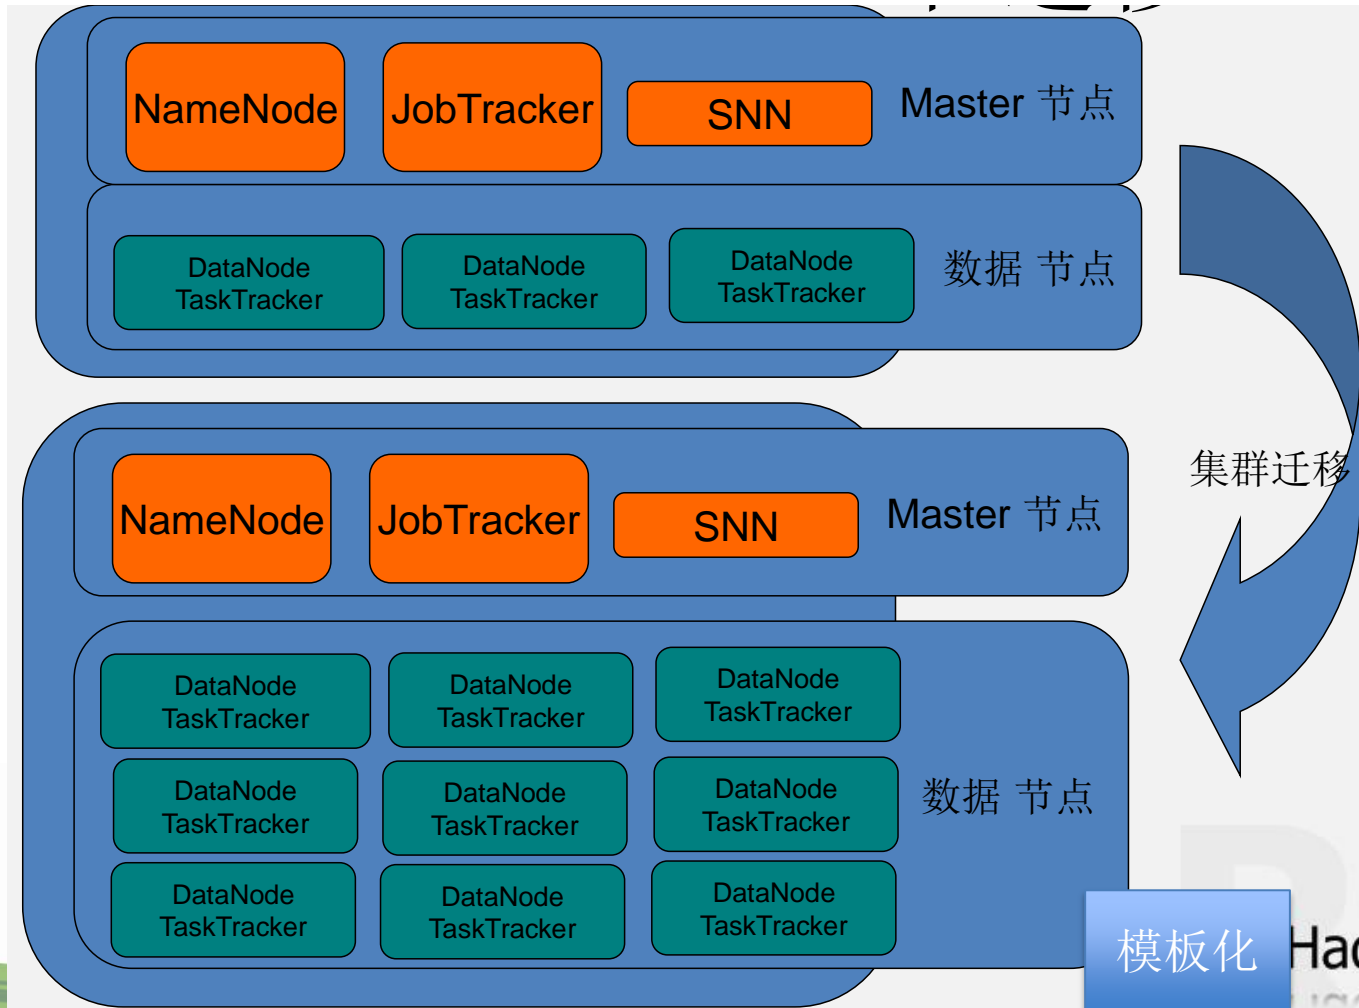 NameNode
JobTracker
SNN
Master 节点
DataNode
TaskTracker
DataNode
TaskTracker
DataNode
TaskTracker
数据 节点
集群迁移
NameNode
JobTracker
SNN
Master 节点
DataNode
TaskTracker
DataNode
TaskTracker
DataNode
TaskTracker
DataNode
TaskTracker
DataNode
TaskTracker
DataNode
TaskTracker
数据 节点
DataNode
TaskTracker
DataNode
TaskTracker
DataNode
TaskTracker
模板化